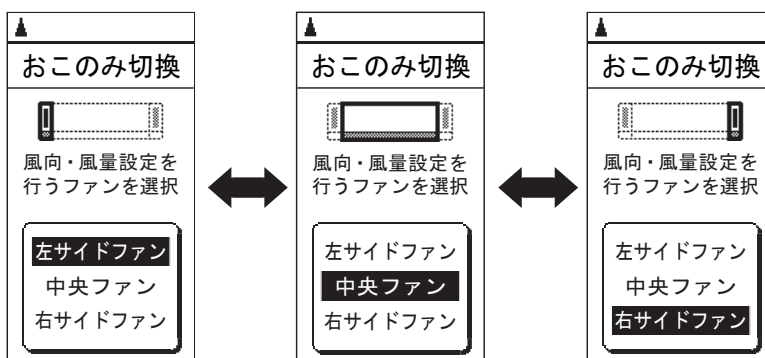 おこのみ切換
風向・風量設定を
行うファンを選択
左サイドファン
中央ファン
右サイドファン
おこのみ切換
風向・風量設定を
行うファンを選択
左サイドファン
中央ファン
右サイドファン
おこのみ切換
風向・風量設定を
行うファンを選択
左サイドファン
中央ファン
右サイドファン